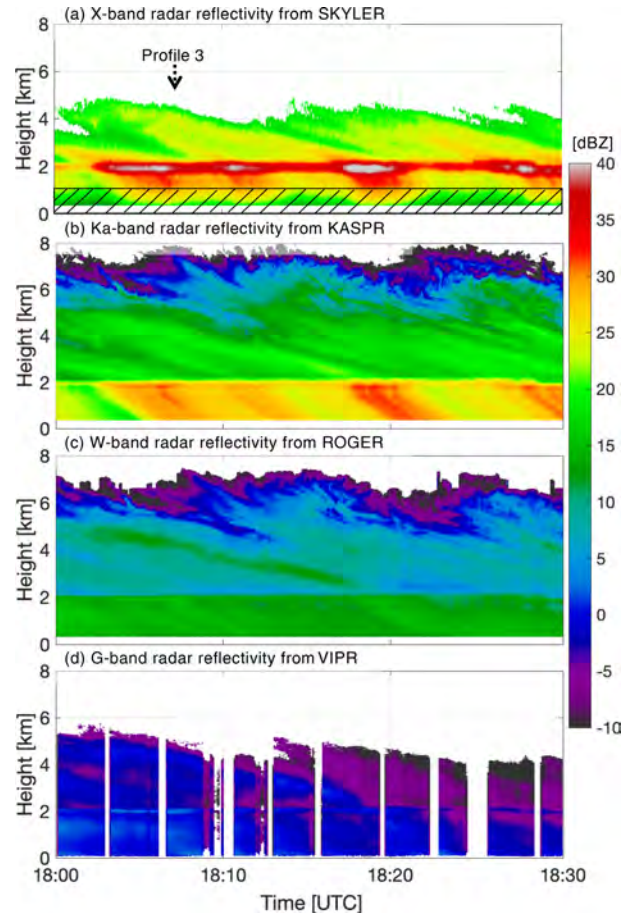 (a) X-band radar reflectivity from SKYLER
8
6
4
2
0
Height [km]
Profile 3
[dBZ]
40
35
30
25
20
15
10
5
0
-5
-10
(b) Ka-band radar reflectivity from KASPR
8
6
4
2
0
Height [km]
(c) W-band radar reflectivity from ROGER
8
6
4
2
0
Height [km]
(d) G-band radar reflectivity from VIPR
8
6
4
2
0
Height [km]
18:00 18:10 18:20 18:30
Time [UTC]